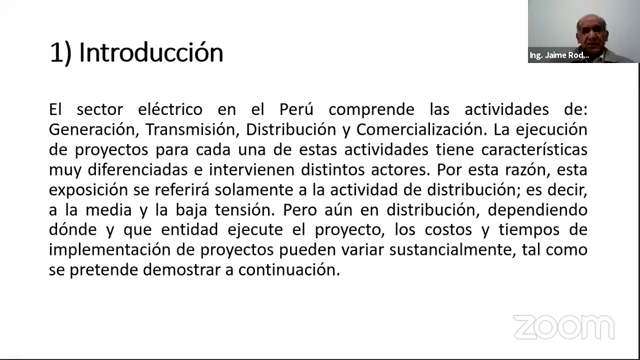 Ing. Jaime Rod...
1) Introducción
El sector eléctrico en el Perú comprende las actividades de:
Generación, Transmisión, Distribución y Comercialización. La ejecución
de proyectos para cada una de estas actividades tiene características
muy diferenciadas e intervienen distintos actores. Por esta razón, esta
exposición se referirá solamente a la actividad de distribución; es decir,
a la media y la baja tensión. Pero aún en distribución, dependiendo
dónde y que entidad ejecute el proyecto, los costos y tiempos de
implementación de proyectos pueden variar sustancialmente, tal como
se pretende demostrar a continuación.
zoom